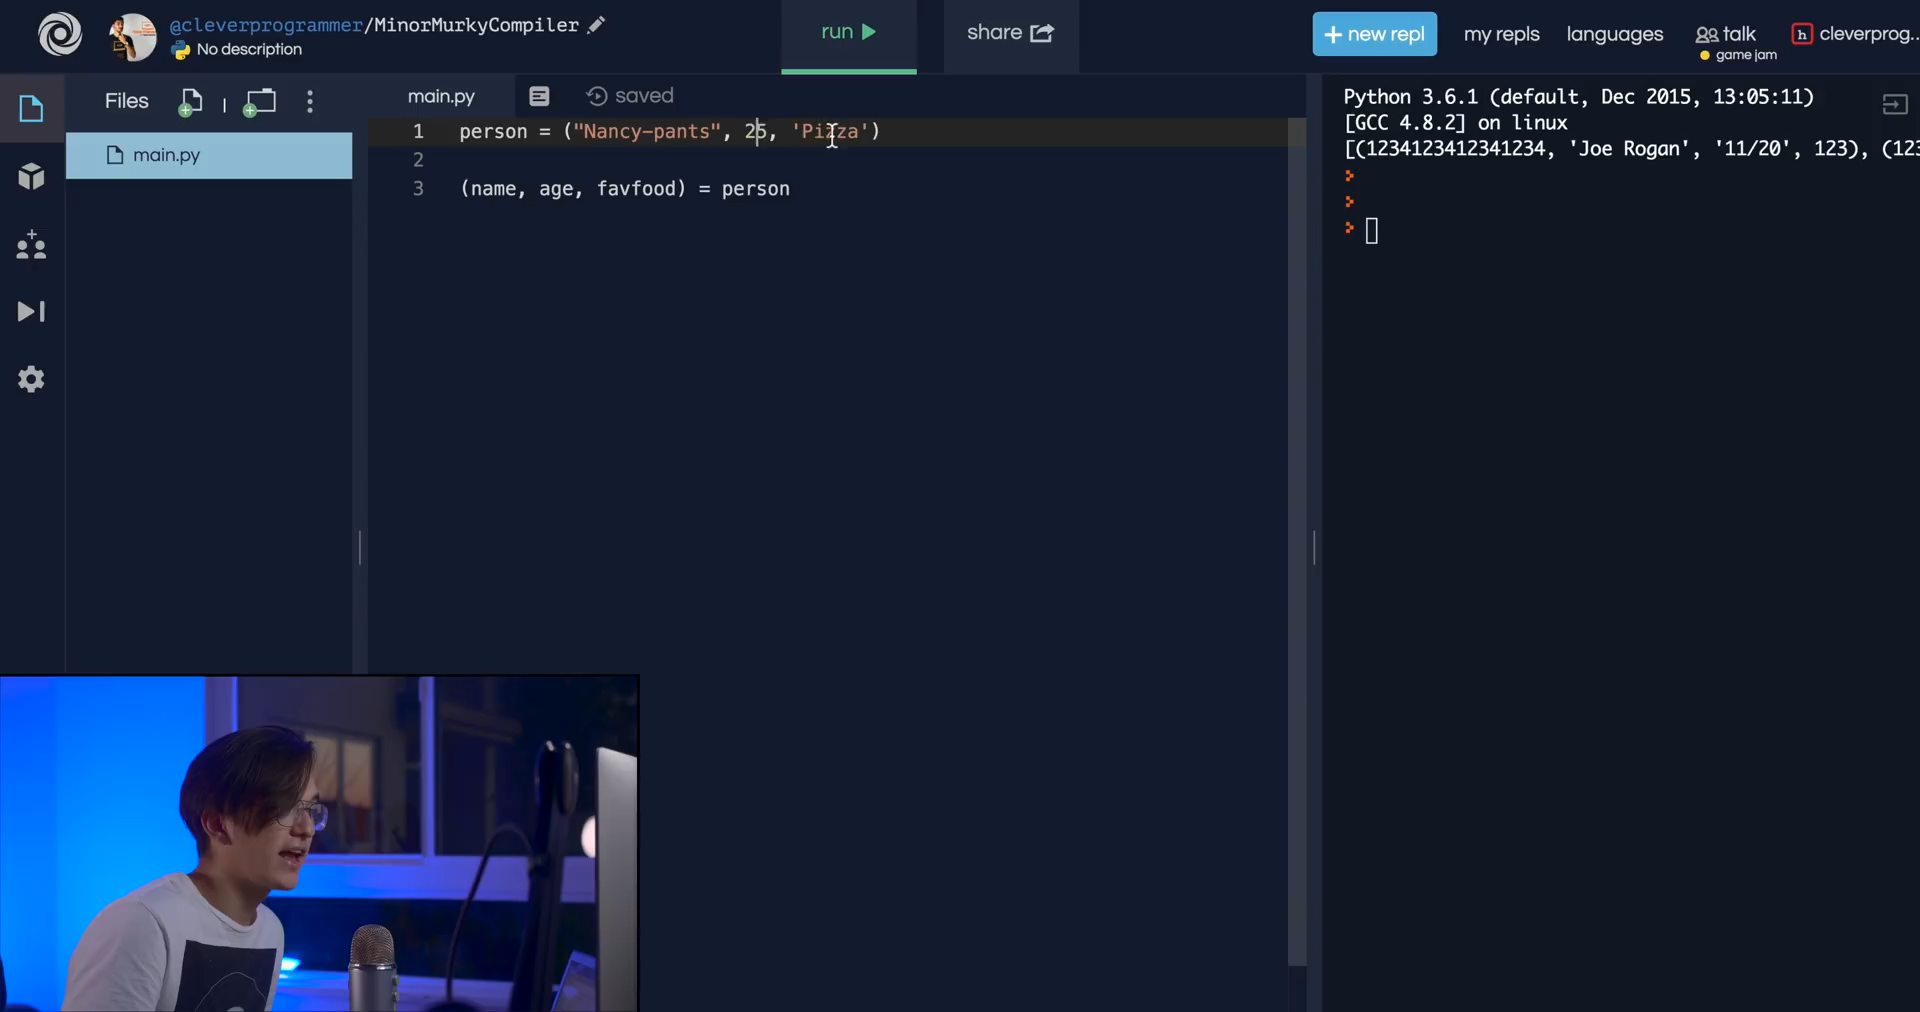 @cleverprogrammer/MinorMurkyCompiler
No description
run
share
+ new repl
my repls
languages
talk
game jam
cleverprog...
Files
main.py
main.py
saved
1 person = ("Nancy-pants", 25, 'Pizza')
2
3 (name, age, favfood) = person
Python 3.6.1 (default, Dec 2015, 13:05:11)
[GCC 4.8.2] on linux
[(1234123412341234, 'Joe Rogan', '11/20', 123), (123